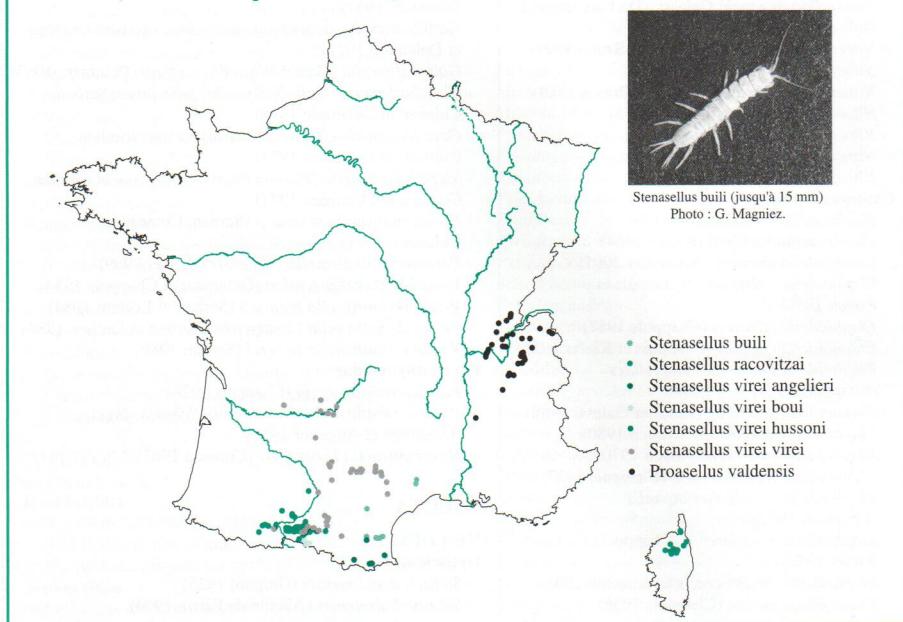 Stenasellus buili (jusqu'à 15 mm)
Photo : G. Magniez.
Stenasellus buili
Stenasellus racovitzai
Stenasellus virei angelieri
Stenasellus virei boui
Stenasellus virei hussoni
Stenasellus virei virei
Proasellus valdensis